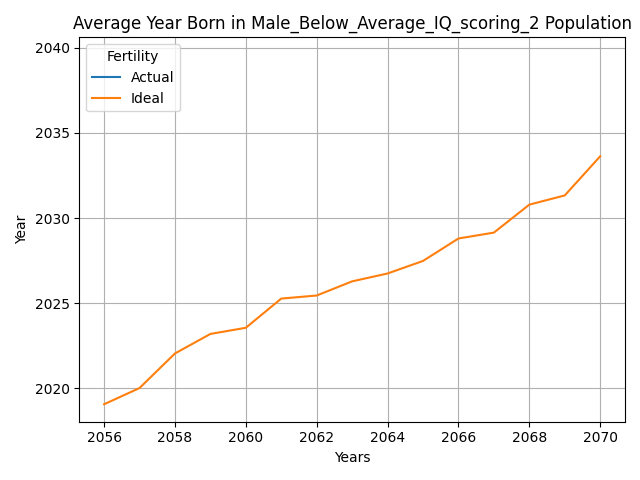 Average Year Born in Male_Below_Average_IQ_scoring_2 Population
2040
2035
2030
2025
2020
Year
Fertility
Actual
Ideal
2056 2058 2060 2062 2064 2066 2068 2070
Years